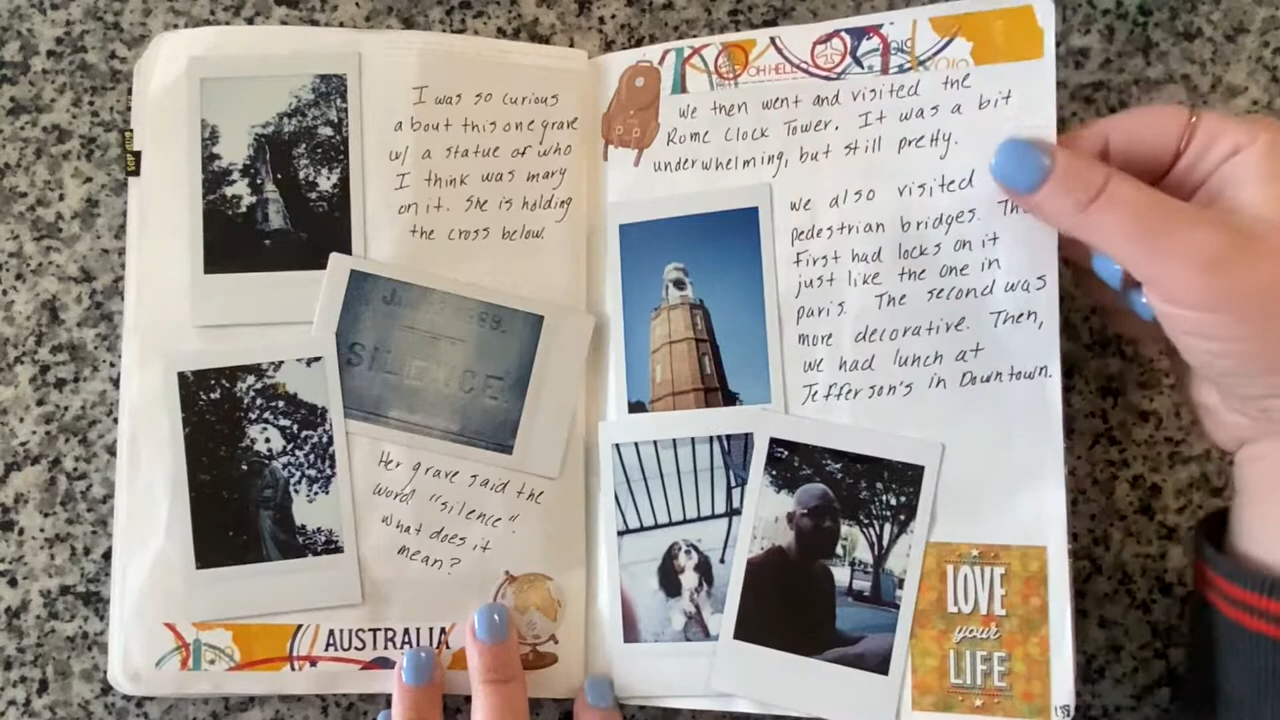 I was so curious
about this one grave
w/ a statue of who
I think was mary
on it. She is holding
the cross below.
SILENCE
Her grave said the
word "silence"
what does it
mean?
AUSTRALIA
OH HELLO
2019
2019
we then went and visited the
Rome Clock Tower. It was a bit
underwhelming, but still pretty.
we also visited
pedestrian bridges.
First had locks on it
just like the one in
paris. The second was
more decorative. Then,
we had lunch at
Jefferson's in Downtown.
LOVE
your
LIFE